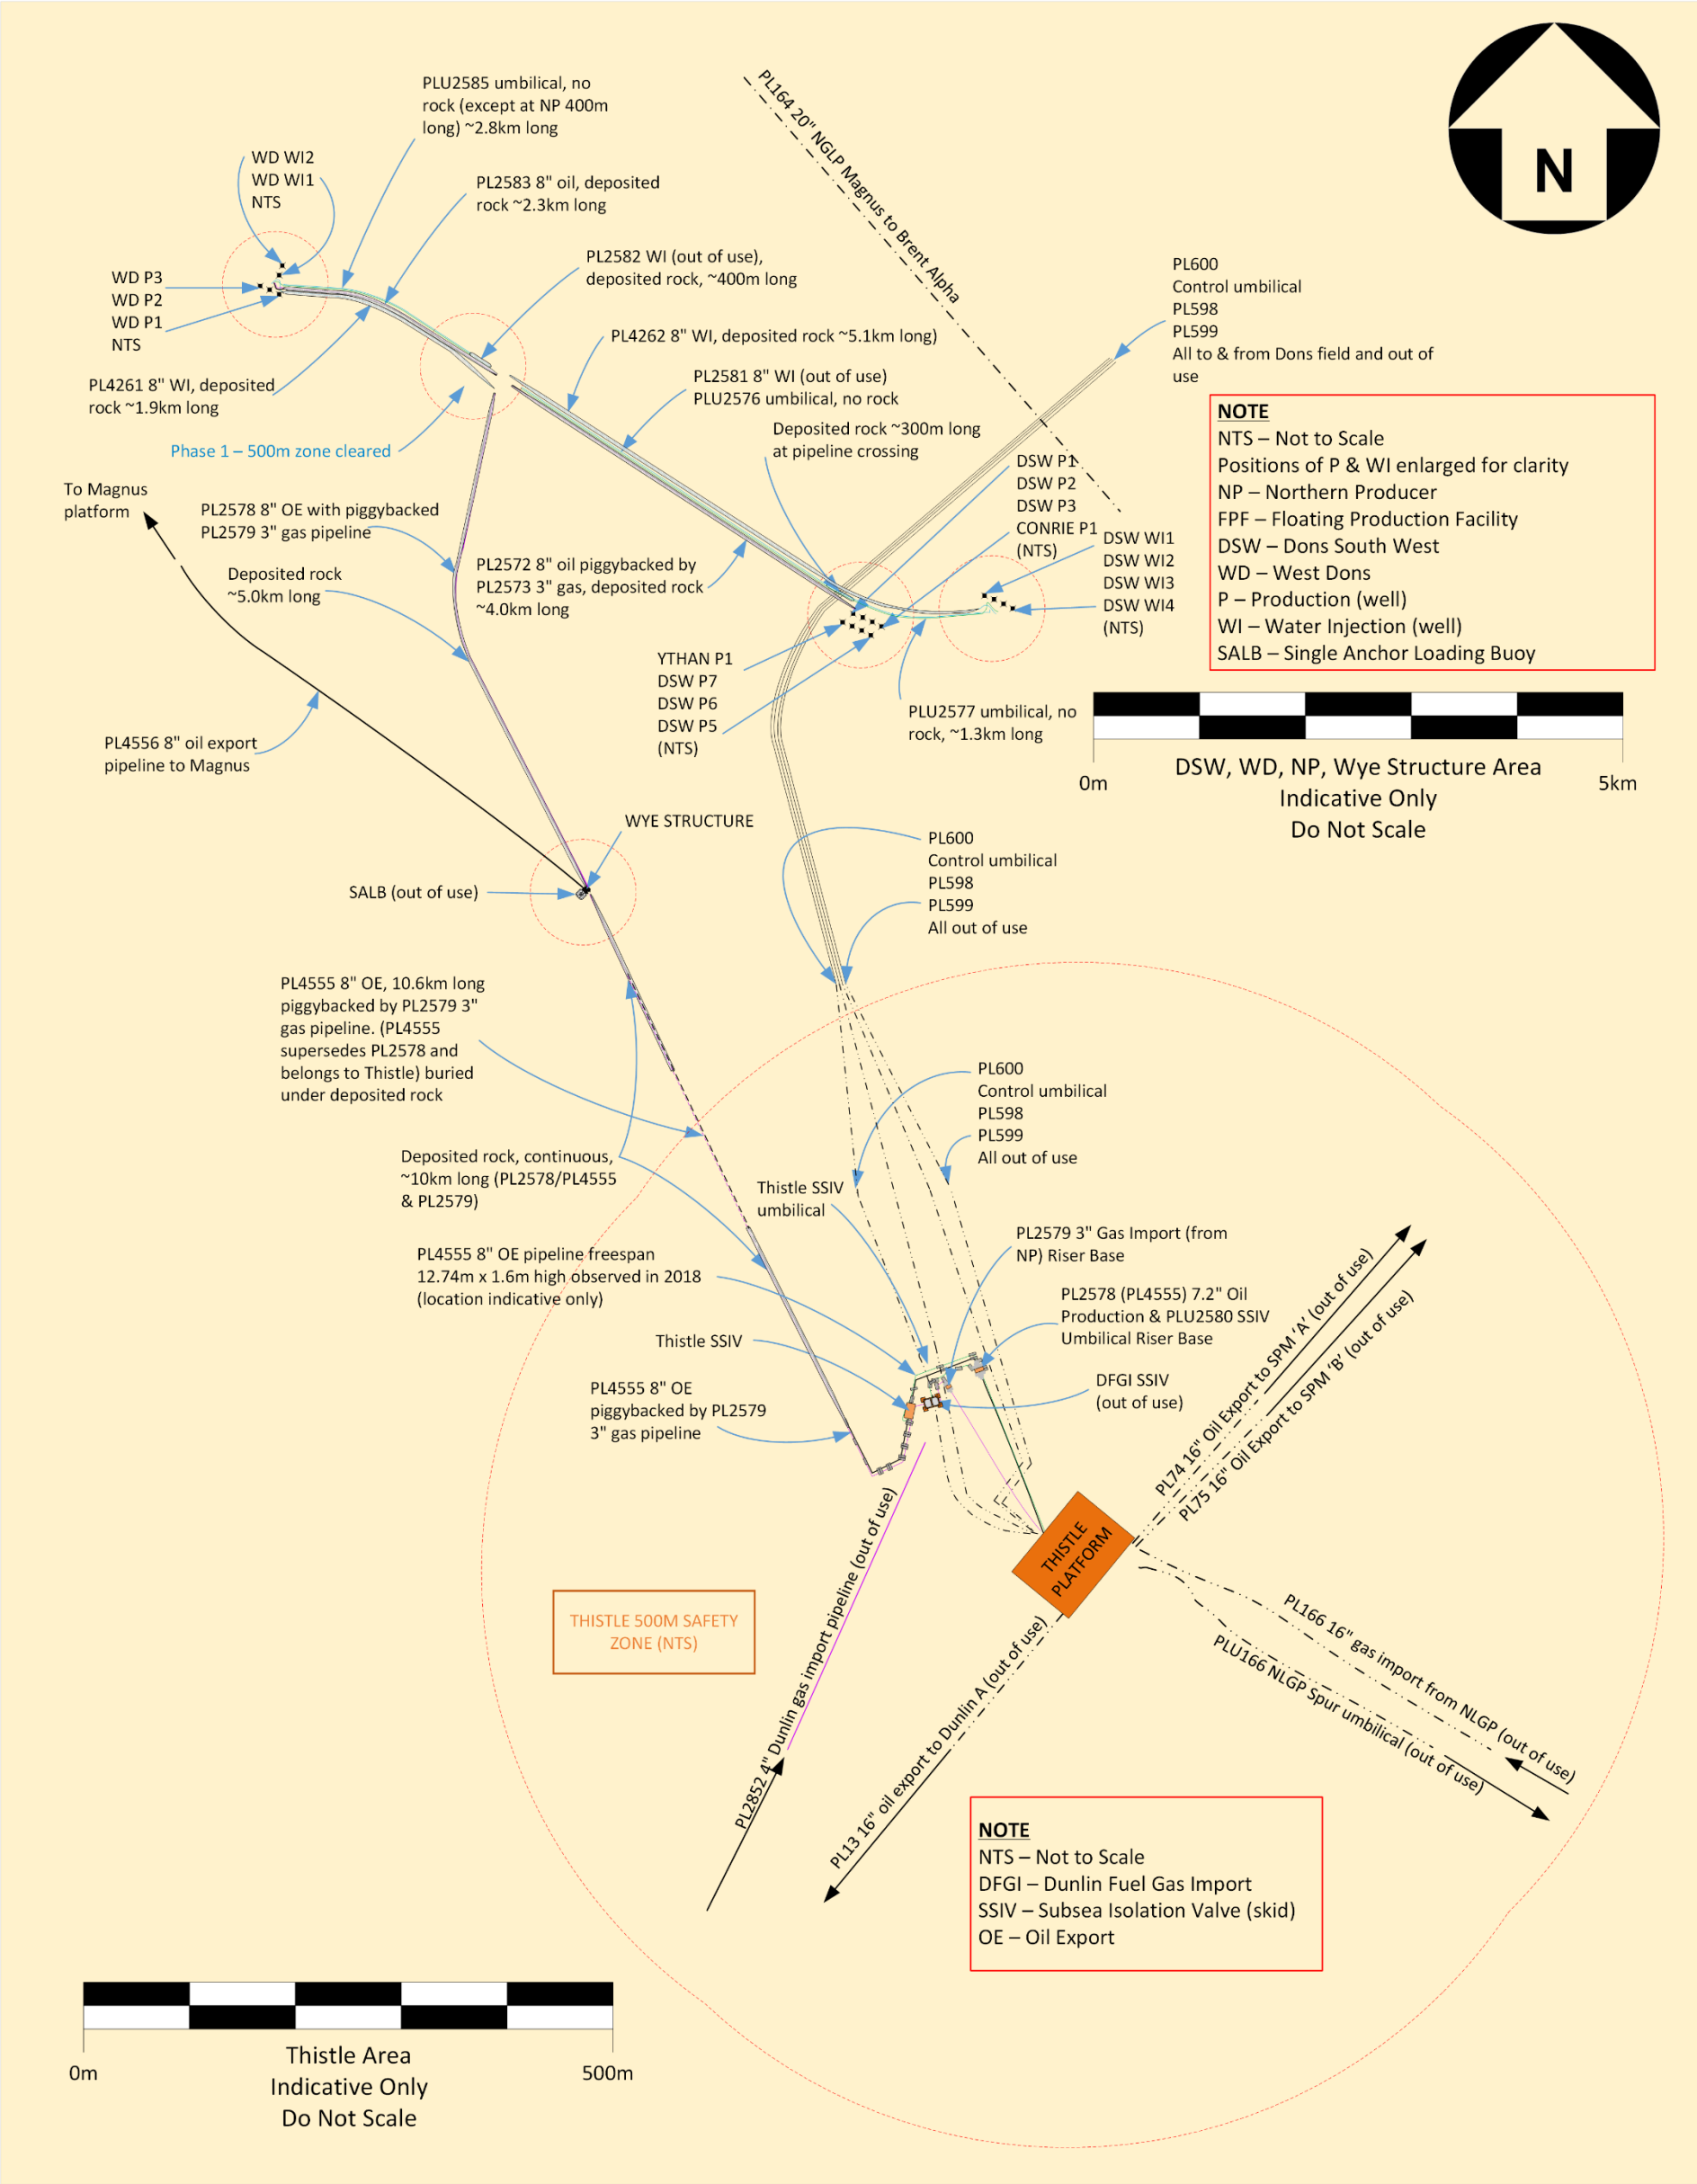 PLU2585 umbilical, no
rock (except at NP 400m
long) ~2.8km long
PL164 20" NGLP Magnus to Brent Alpha
N
WD WI2
WD WI1
NTS
PL2583 8" oil, deposited
rock ~2.3km long
PL2582 WI (out of use),
deposited rock, ~400m long
WD P3
WD P2
WD P1
NTS
PL600
Control umbilical
PL598
PL599
All to & from Dons field and out of
use
PL4262 8" WI, deposited rock ~5.1km long)
PL4261 8" WI, deposited
rock ~1.9km long
PL2581 8" WI (out of use)
PLU2576 umbilical, no rock
Deposited rock ~300m long
at pipeline crossing
Phase 1 – 500m zone cleared
NOTE
NTS – Not to Scale
Positions of P & WI enlarged for clarity
NP – Northern Producer
FPF – Floating Production Facility
DSW – Dons South West
WD – West Dons
P – Production (well)
WI – Water Injection (well)
SALB – Single Anchor Loading Buoy
DSW P1
DSW P2
DSW P3
CONRIE P1
(NTS)
To Magnus
platform
PL2578 8" OE with piggybacked
PL2579 3" gas pipeline
DSW WI1
DSW WI2
DSW WI3
DSW WI4
(NTS)
Deposited rock
~5.0km long
PL2572 8" oil piggybacked by
PL2573 3" gas, deposited rock
~4.0km long
YTHAN P1
DSW P7
DSW P6
DSW P5
(NTS)
PLU2577 umbilical, no
rock, ~1.3km long
PL4556 8" oil export
pipeline to Magnus
0m
5km
DSW, WD, NP, Wye Structure Area
Indicative Only
Do Not Scale
WYE STRUCTURE
SALB (out of use)
PL600
Control umbilical
PL598
PL599
All out of use
PL4555 8" OE, 10.6km long
piggybacked by PL2579 3"
gas pipeline. (PL4555
supersedes PL2578 and
belongs to Thistle) buried
under deposited rock
PL600
Control umbilical
PL598
PL599
All out of use
Deposited rock, continuous,
~10km long (PL2578/PL4555
& PL2579)
Thistle SSIV
umbilical
PL2579 3" Gas Import (from
NP) Riser Base
PL4555 8" OE pipeline freespan
12.74m x 1.6m high observed in 2018
(location indicative only)
PL2578 (PL4555) 7.2" Oil
Production & PLU2580 SSIV
Umbilical Riser Base
Thistle SSIV
DFGI SSIV
(out of use)
PL4555 8" OE
piggybacked by PL2579
3" gas pipeline
PL74 16" Oil Export to SPM ‘A’ (out of use)
PL75 16" Oil Export to SPM ‘B’ (out of use)
THISTLE
PLATFORM
PL2852 4" Dunlin gas import pipeline (out of use)
THISTLE 500M SAFETY
ZONE (NTS)
PL13 16" oil export to Dunlin A (out of use)
PL166 16" gas import from NLGP (out of use)
PLU166 NLGP Spur umbilical (out of use)
NOTE
NTS – Not to Scale
DFGI – Dunlin Fuel Gas Import
SSIV – Subsea Isolation Valve (skid)
OE – Oil Export
0m
500m
Thistle Area
Indicative Only
Do Not Scale